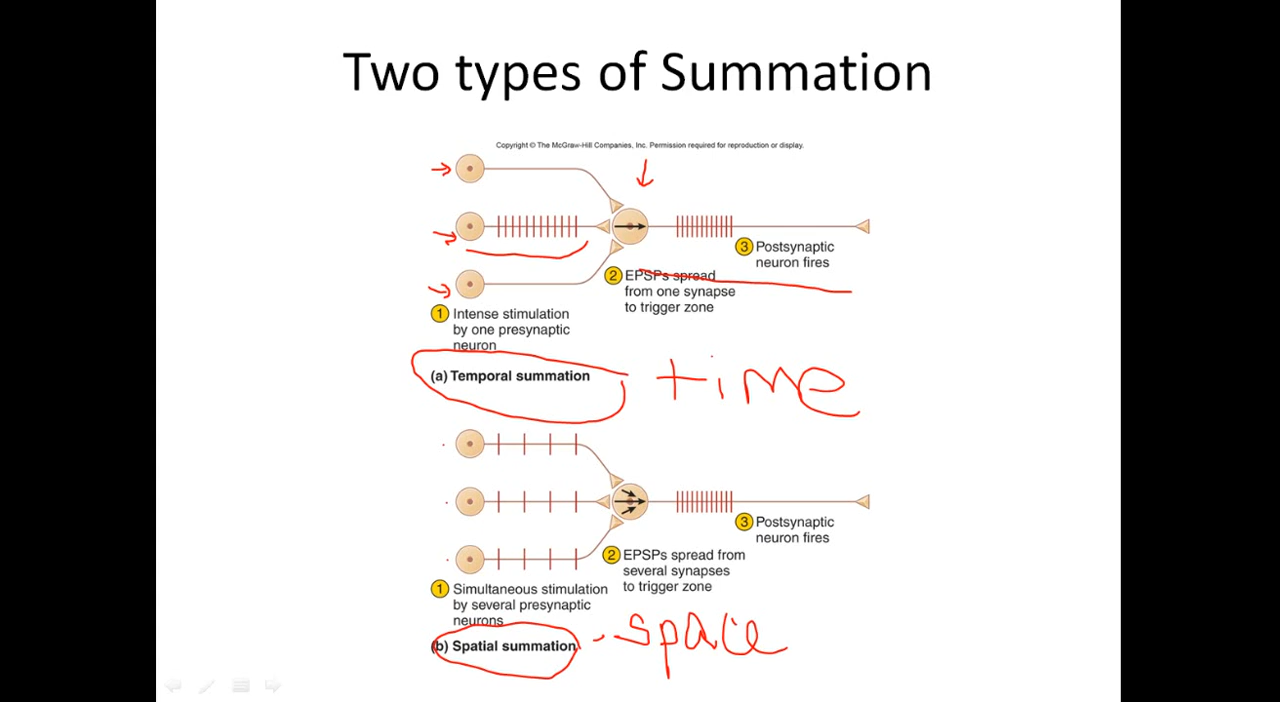 Two types of Summation
Copyright © The McGraw-Hill Companies, Inc. Permission required for reproduction or display.
3 Postsynaptic
neuron fires
2 EPSPs spread
from one synapse
to trigger zone
1 Intense stimulation
by one presynaptic
neuron
(a) Temporal summation
time
3 Postsynaptic
neuron fires
2 EPSPs spread from
several synapses
to trigger zone
1 Simultaneous stimulation
by several presynaptic
neurons
(b) Spatial summation
space